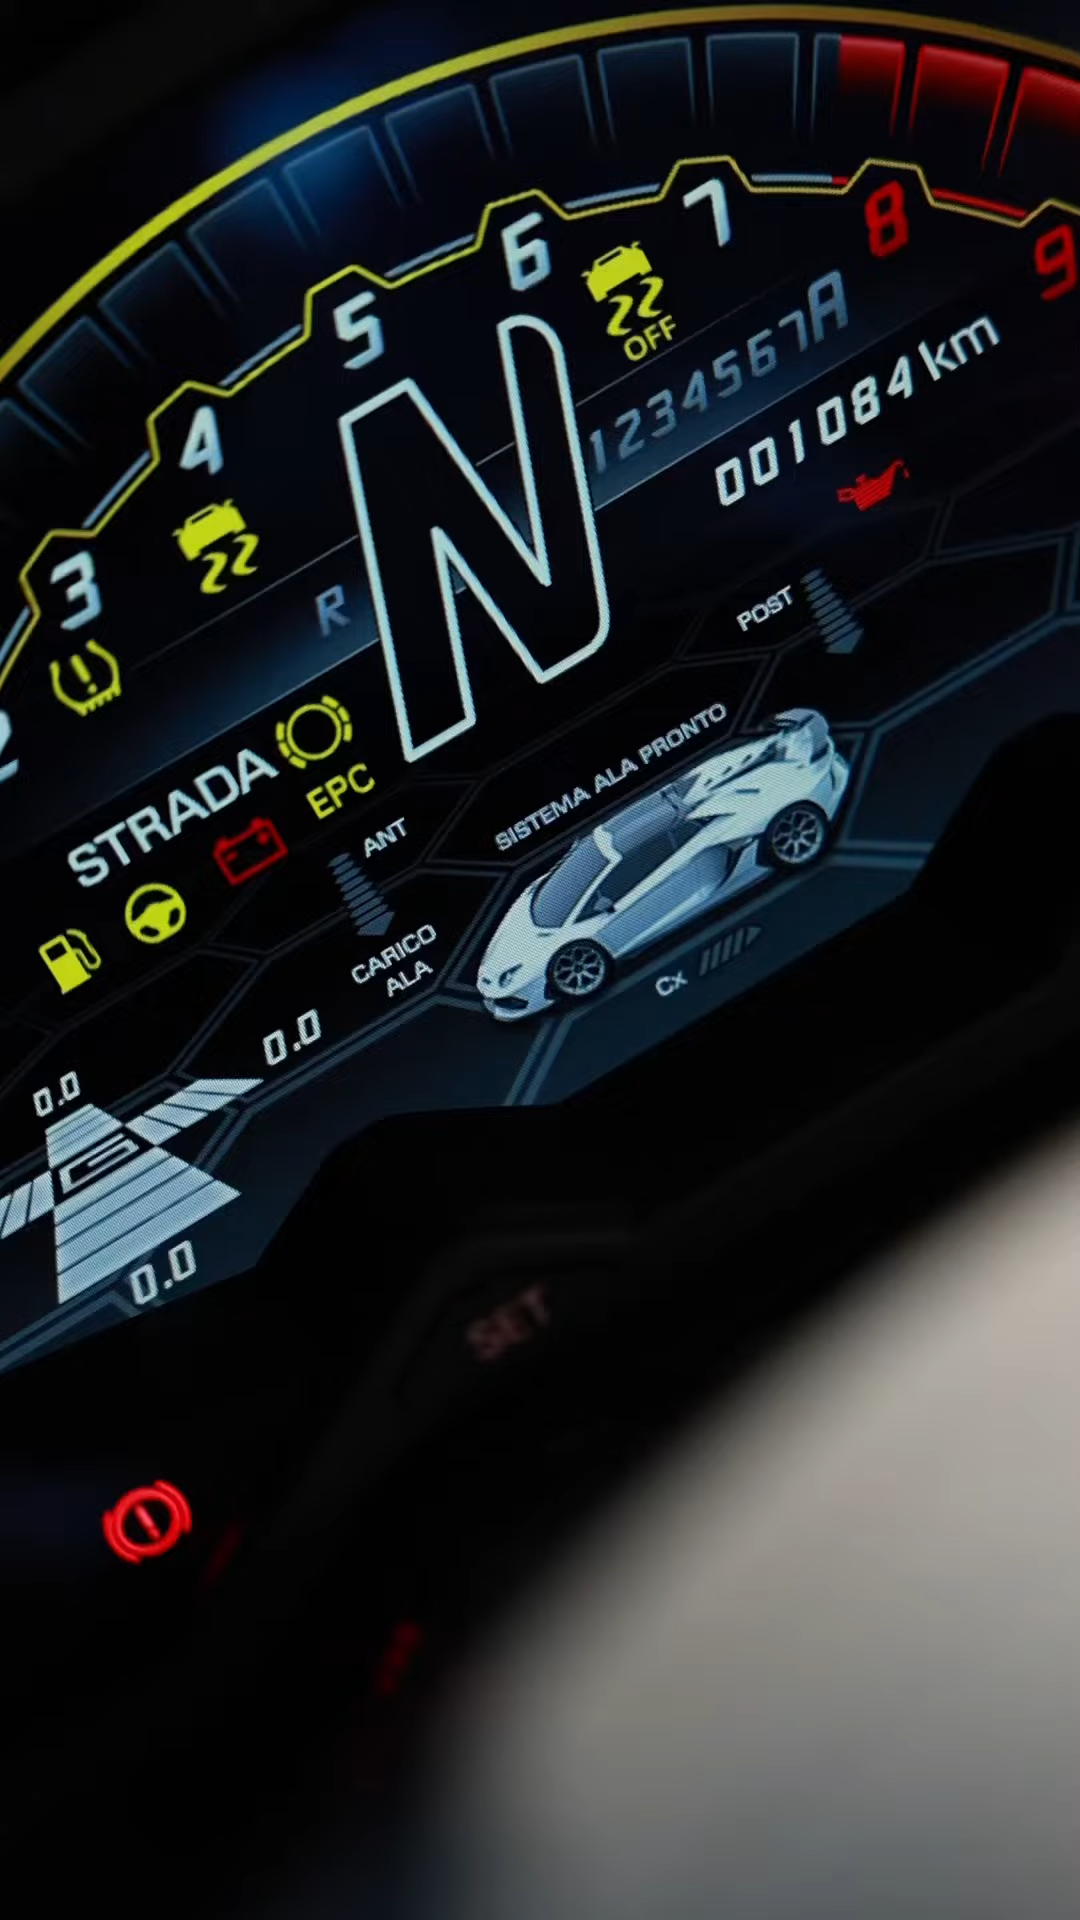 3
4
5
6
7
8
9
OFF
1234567A
001084 km
R
N
POST
STRADA
EPC
SISTEMA ALA PRONTO
ANT
CARICO
ALA
Cx
0.0
0.0
G
0.0
SET